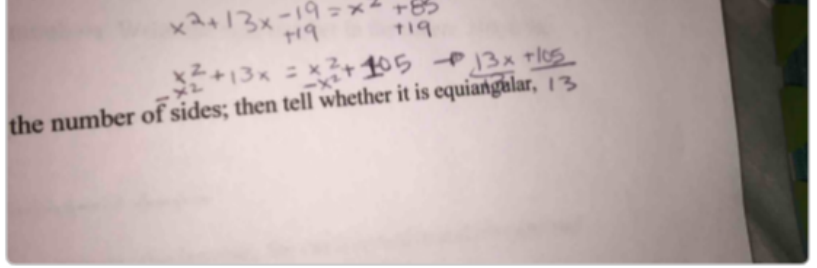 x²+13x-19 = x² +85
+19 +19
x²+13x = x²+105 → 13x +105
-x² -x² 13
the number of sides; then tell whether it is equiangular,